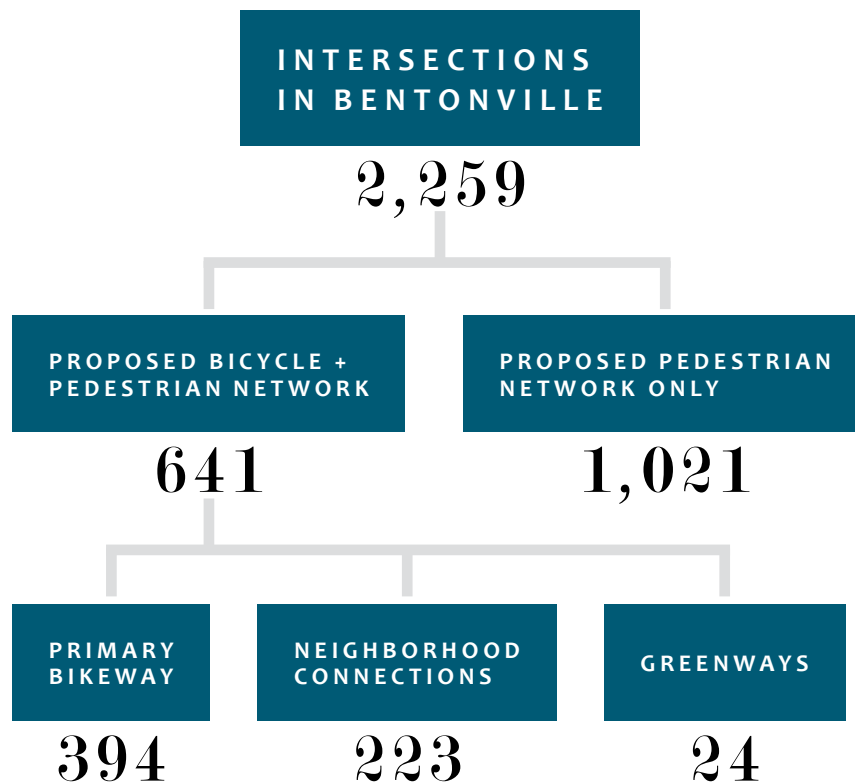 INTERSECTIONS
IN BENTONVILLE
2,259
PROPOSED BICYCLE +
PEDESTRIAN NETWORK
641
PROPOSED PEDESTRIAN
NETWORK ONLY
1,021
PRIMARY
BIKEWAY
394
NEIGHBORHOOD
CONNECTIONS
223
GREENWAYS
24